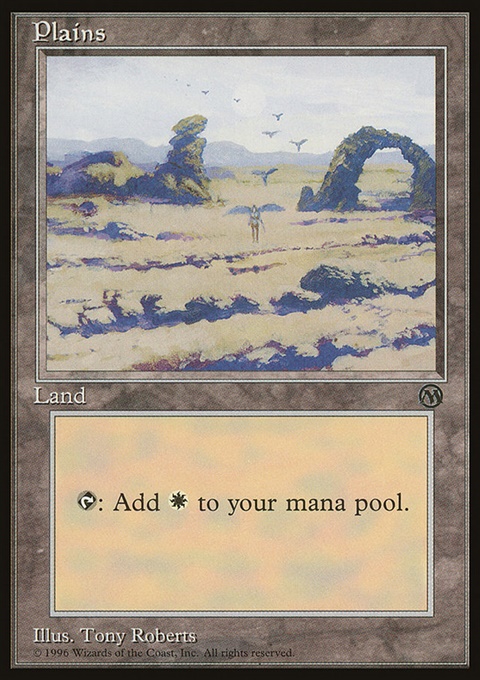 Plains
Land
: Add to your mana pool.
Illus. Tony Roberts
© 1996 Wizards of the Coast, Inc. All rights reserved.